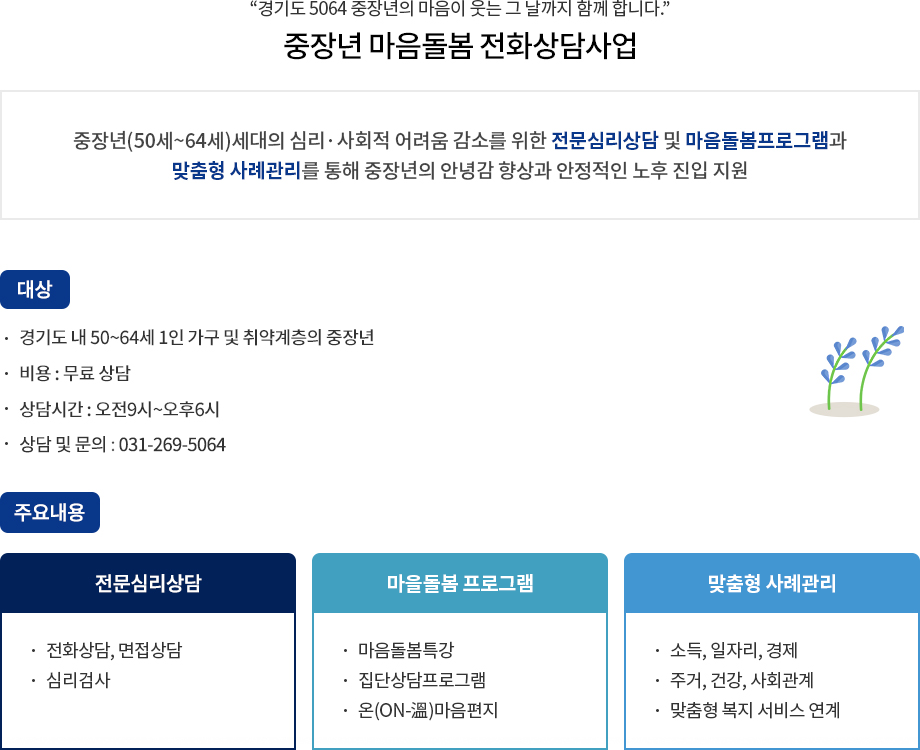 “경기도 5064 중장년의 마음이 웃는 그 날까지 함께 합니다.”
중장년 마음돌봄 전화상담사업
중장년(50세~64세)세대의 심리·사회적 어려움 감소를 위한 전문심리상담 및 마음돌봄프로그램과
맞춤형 사례관리를 통해 중장년의 안녕감 향상과 안정적인 노후 진입 지원
대상
· 경기도 내 50~64세 1인 가구 및 취약계층의 중장년
· 비용 : 무료 상담
· 상담시간 : 오전9시~오후6시
· 상담 및 문의 : 031-269-5064
주요내용
전문심리상담
· 전화상담, 면접상담
· 심리검사
마을돌봄 프로그램
· 마음돌봄특강
· 집단상담프로그램
· 온(ON-溫)마음편지
맞춤형 사례관리
· 소득, 일자리, 경제
· 주거, 건강, 사회관계
· 맞춤형 복지 서비스 연계